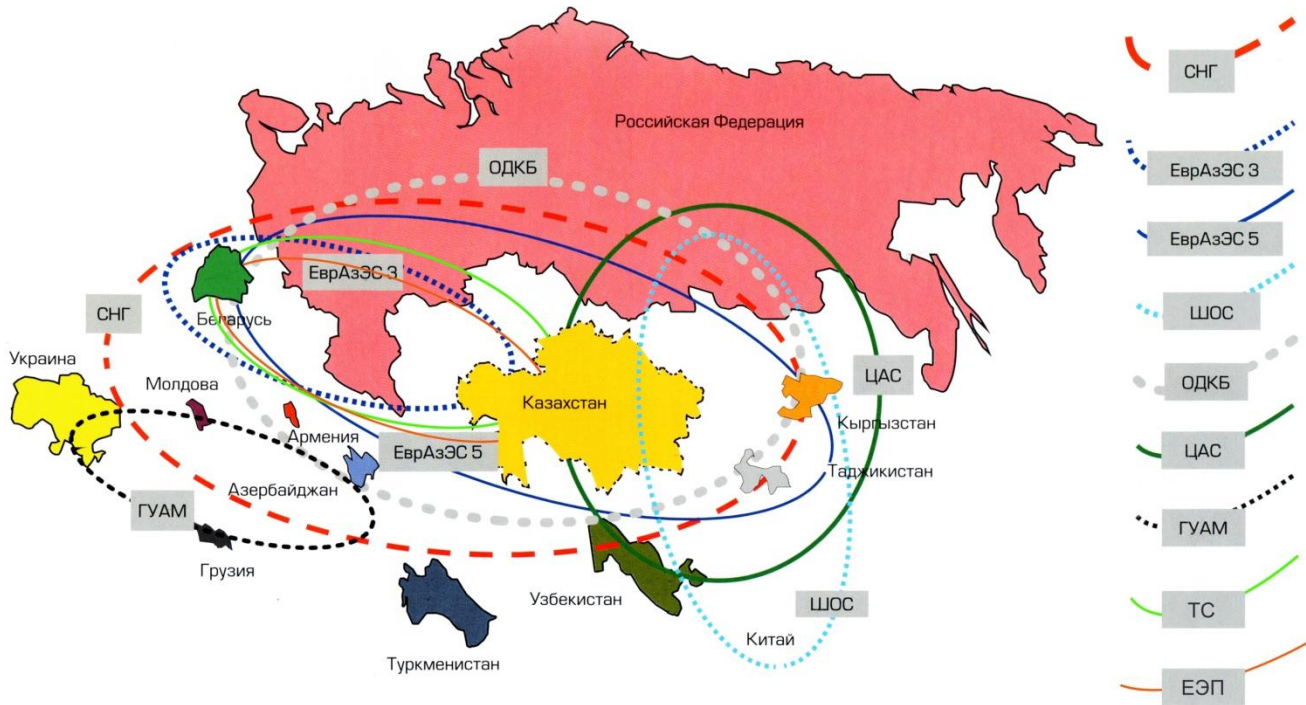 Российская Федерация
ОДКБ
ЕврАзЭС 3
СНГ
Беларусь
Украина
Молдова
Армения
Казахстан
ЦАС
Кыргызстан
ЕврАзЭС 5
Таджикистан
Азербайджан
ГУАМ
Грузия
Узбекистан
ШОС
Китай
Туркменистан
СНГ
ЕврАзЭС 3
ЕврАзЭС 5
ШОС
ОДКБ
ЦАС
ГУАМ
ТС
ЕЭП